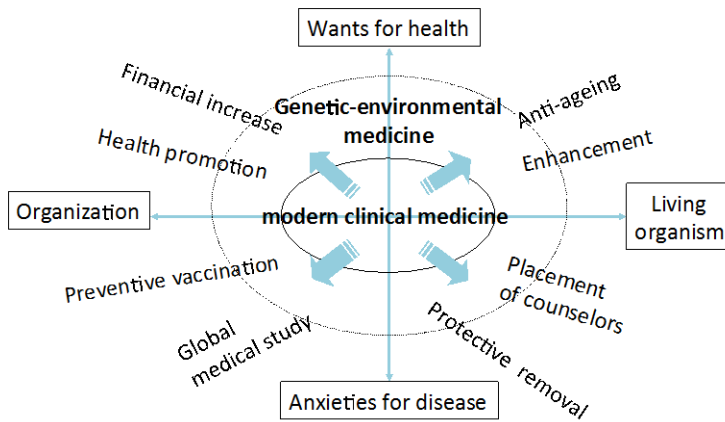 Wants for health
Financial increase
Genetic-environmental
medicine
Anti-ageing
Health promotion
Enhancement
Organization
modern clinical medicine
Living
organism
Preventive vaccination
Placement
of counselors
Global
medical study
Protective removal
Anxieties for disease